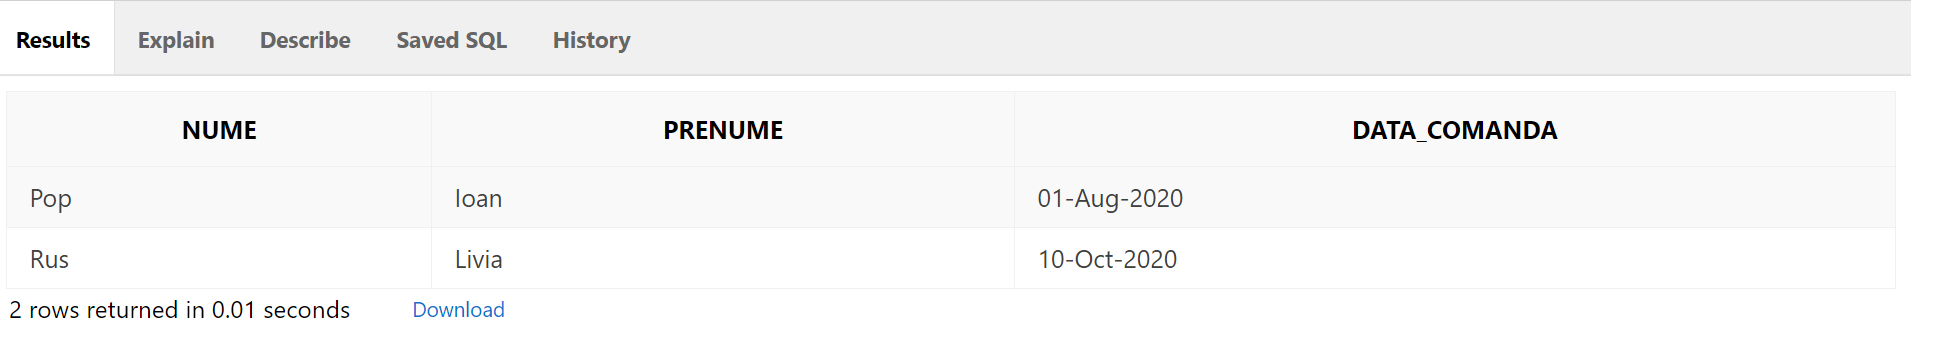 Results Explain Describe Saved SQL History
NUME PRENUME DATA_COMANDA
Pop Ioan 01-Aug-2020
Rus Livia 10-Oct-2020
2 rows returned in 0.01 seconds Download